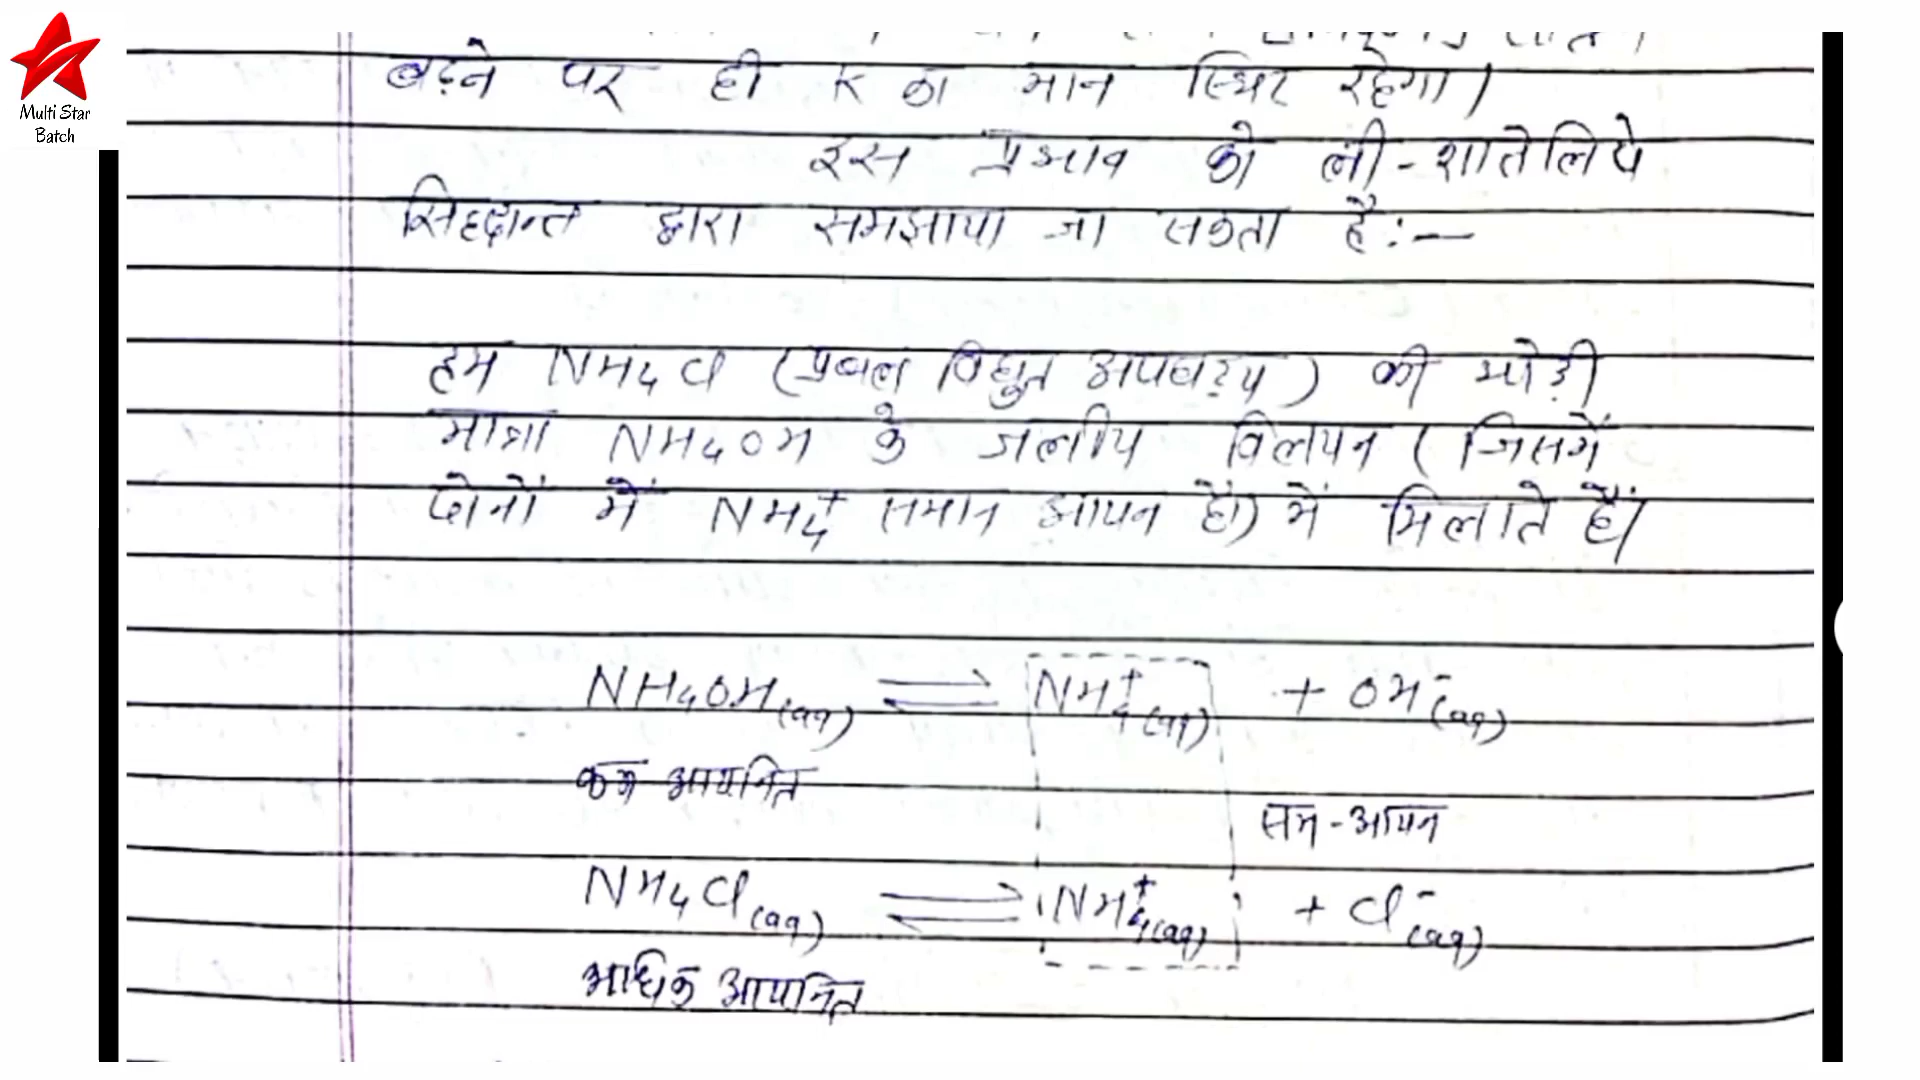 Multi Star
Batch
बढ़ने पर ही K का मान स्थिर रहेगा।
इस प्रभाव को ली-शातेलिये
सिद्धान्त द्वारा समझाया जा सकता है:—
हम NH₄Cl (प्रबल विद्युत अपघट्य) की थोड़ी
मात्रा NH₄OH के जलीय विलयन (जिसमें
दोनों में NH₄⁺ समान आयन है) में मिलाते हैं।
NH₄OH(aq) ⇌ NH₄⁺(aq) + OH⁻(aq)
कम आयनित
सम-आयन
NH₄Cl(aq) ⇌ NH₄⁺(aq) + Cl⁻(aq)
अधिक आयनित